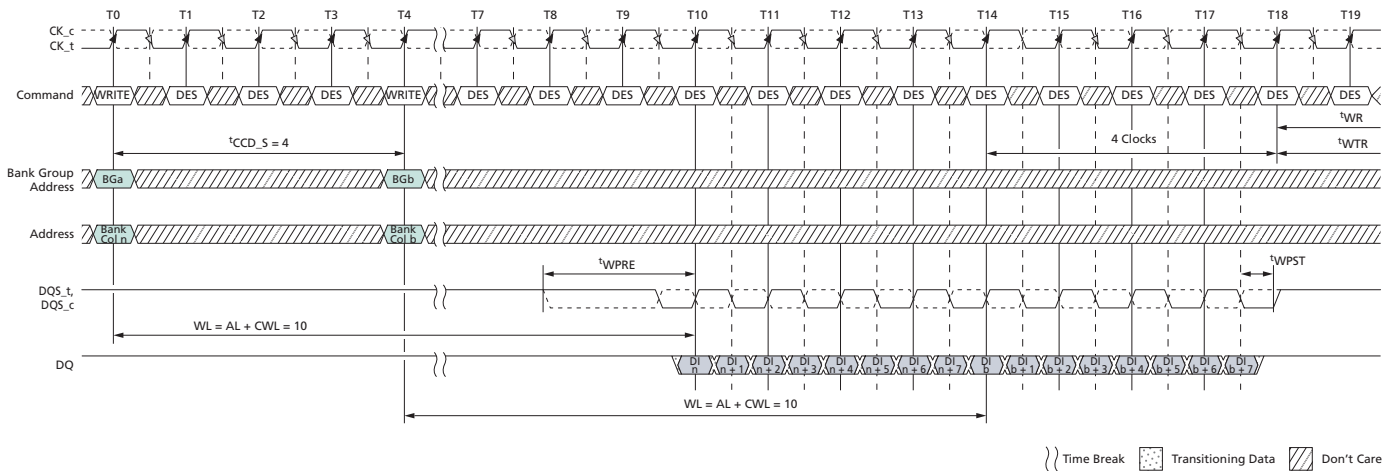 T0 T1 T2 T3 T4 T7 T8 T9 T10 T11 T12 T13 T14 T15 T16 T17 T18 T19
CK_c
CK_t
Command WRITE DES DES DES WRITE DES DES DES DES DES DES DES DES DES DES DES DES DES
tWR
tCCD_S = 4
4 Clocks
tWTR
Bank Group
Address
BGa BGb
Address
Bank
Col n
Bank
Col b
tWPRE
tWPST
DQS_t,
DQS_c
WL = AL + CWL = 10
DQ
DI
n
DI
n + 1
DI
n + 2
DI
n + 3
DI
n + 4
DI
n + 5
DI
n + 6
DI
n + 7
DI
b
DI
b + 1
DI
b + 2
DI
b + 3
DI
b + 4
DI
b + 5
DI
b + 6
DI
b + 7
WL = AL + CWL = 10
Time Break Transitioning Data Don't Care